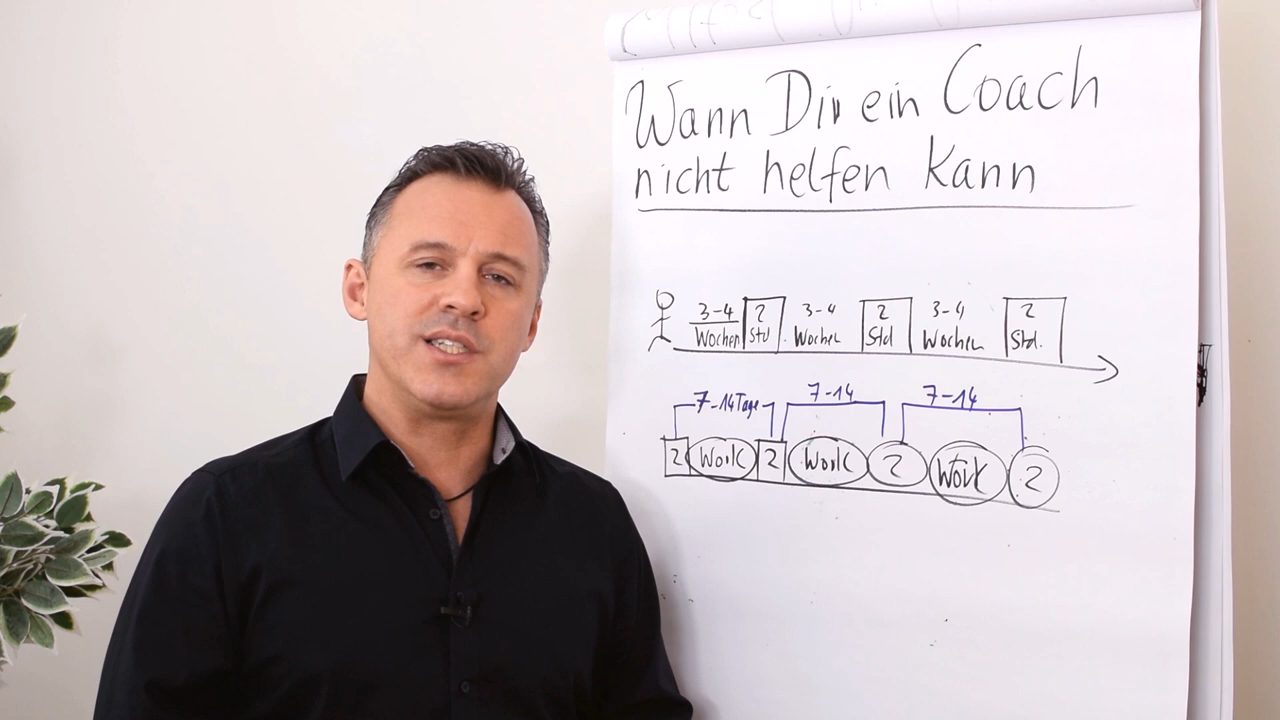 Wann Dir ein Coach
nicht helfen kann
3-4 2 3-4 2 3-4 2
Wochen Std Wochen Std Wochen Std.
7-14 Tage 7-14 7-14
2 Work 2 Work 2 Work 2